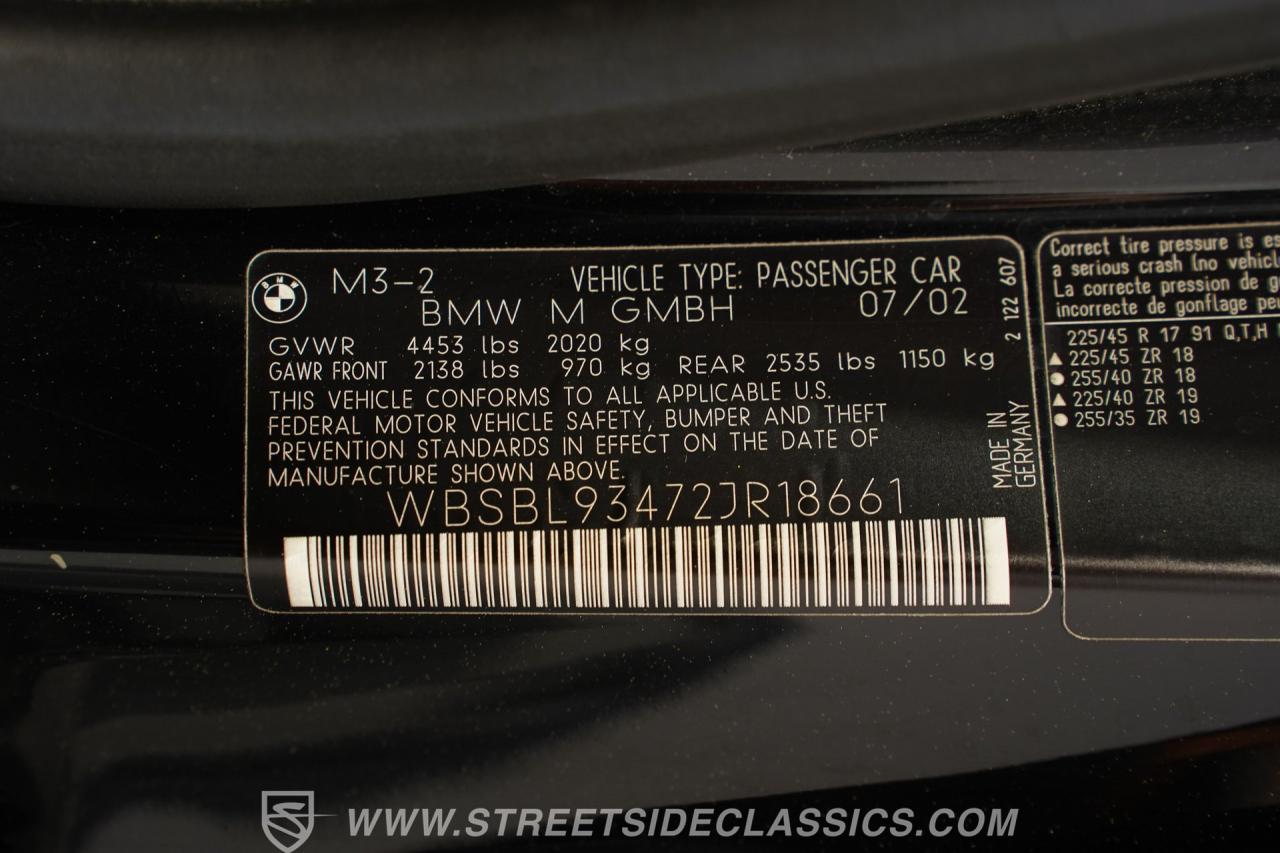 BMW
M3-2 VEHICLE TYPE: PASSENGER CAR
BMW M GMBH 07/02
GVWR 4453 lbs 2020 kg
GAWR FRONT 2138 lbs 970 kg REAR 2535 lbs 1150 kg
THIS VEHICLE CONFORMS TO ALL APPLICABLE U.S.
FEDERAL MOTOR VEHICLE SAFETY, BUMPER AND THEFT
PREVENTION STANDARDS IN EFFECT ON THE DATE OF
MANUFACTURE SHOWN ABOVE.
WBSBL93472JR18661
2 122 607
MADE IN
GERMANY
Correct tire pressure is
a serious crash (no
La correcte pression de
incorrecte de gonflage
225/45 R 17 91 Q,T,H
225/45 ZR 18
255/40 ZR 18
225/40 ZR 19
255/35 ZR 19
WWW.STREETSIDECLASSICS.COM